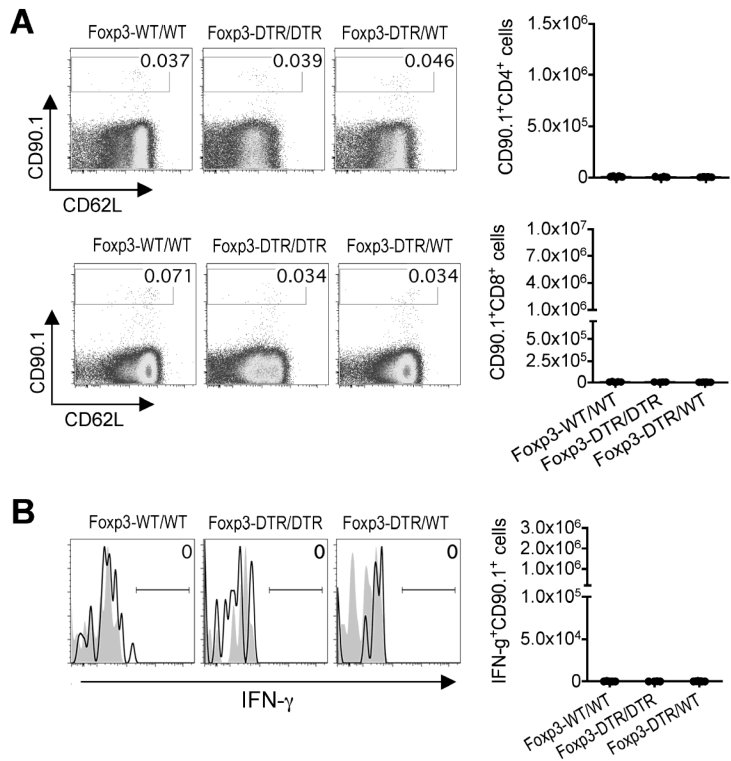 A
Foxp3-WT/WT Foxp3-DTR/DTR Foxp3-DTR/WT
0.037 0.039 0.046
CD90.1
CD62L
CD90.1+CD4+ cells
1.5x10⁶
1.0x10⁶
5.0x10⁵
0
Foxp3-WT/WT Foxp3-DTR/DTR Foxp3-DTR/WT
0.071 0.034 0.034
CD90.1
CD62L
CD90.1+CD8+ cells
1.0x10⁷
7.0x10⁶
4.0x10⁶
1.0x10⁶
5.0x10⁵
2.5x10⁵
0
Foxp3-WT/WT
Foxp3-DTR/DTR
Foxp3-DTR/WT
B
Foxp3-WT/WT Foxp3-DTR/DTR Foxp3-DTR/WT
0 0 0
IFN-γ
IFN-g+CD90.1+ cells
3.0x10⁶
2.0x10⁶
1.0x10⁶
1.0x10⁵
5.0x10⁴
0
Foxp3-WT/WT
Foxp3-DTR/DTR
Foxp3-DTR/WT